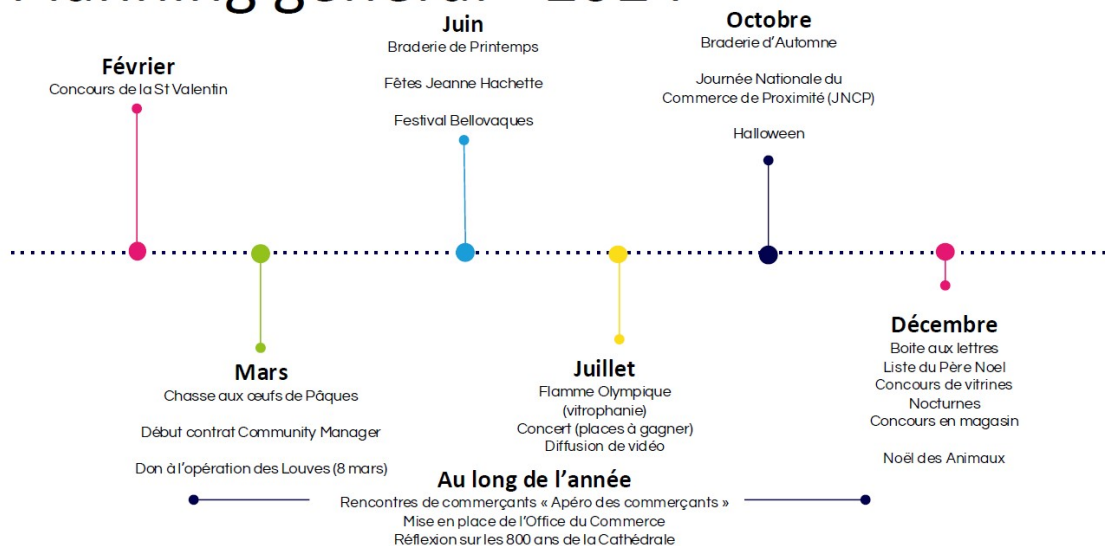 Planning général - 2024
Février
Concours de la St Valentin
Juin
Braderie de Printemps
Fêtes Jeanne Hachette
Festival Bellovaques
Octobre
Braderie d'Automne
Journée Nationale du
Commerce de Proximité (JNCP)
Halloween
Mars
Chasse aux œufs de Pâques
Début contrat Community Manager
Don à l'opération des Louves (8 mars)
Juillet
Flamme Olympique
(vitrophanie)
Concert (places à gagner)
Diffusion de vidéo
Décembre
Boite aux lettres
Liste du Père Noel
Concours de vitrines
Nocturnes
Concours en magasin
Noël des Animaux
Au long de l'année
Rencontres de commerçants « Apéro des commerçants »
Mise en place de l'Office du Commerce
Réflexion sur les 800 ans de la Cathédrale